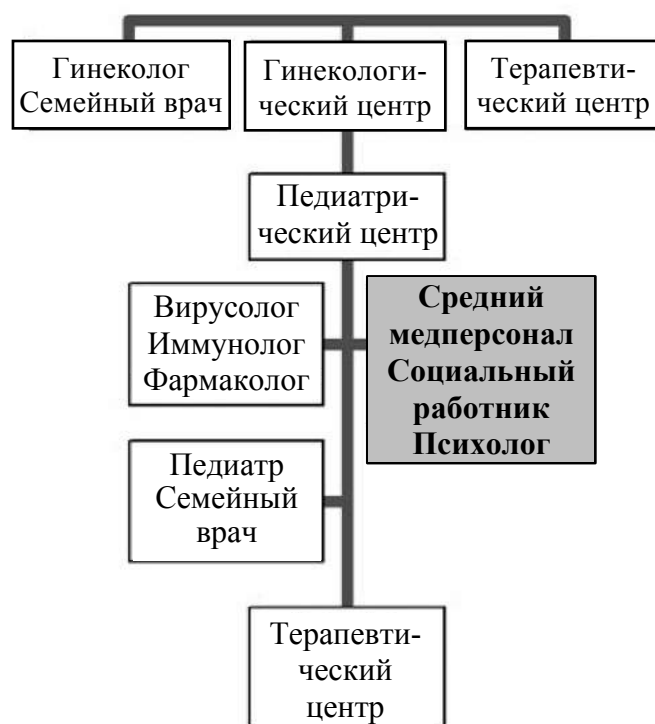 Гинеколог
Семейный врач
Гинекологи-
ческий центр
Терапевти-
ческий центр
Педиатри-
ческий центр
Вирусолог
Иммунолог
Фармаколог
Средний
медперсонал
Социальный
работник
Психолог
Педиатр
Семейный
врач
Терапевти-
ческий
центр